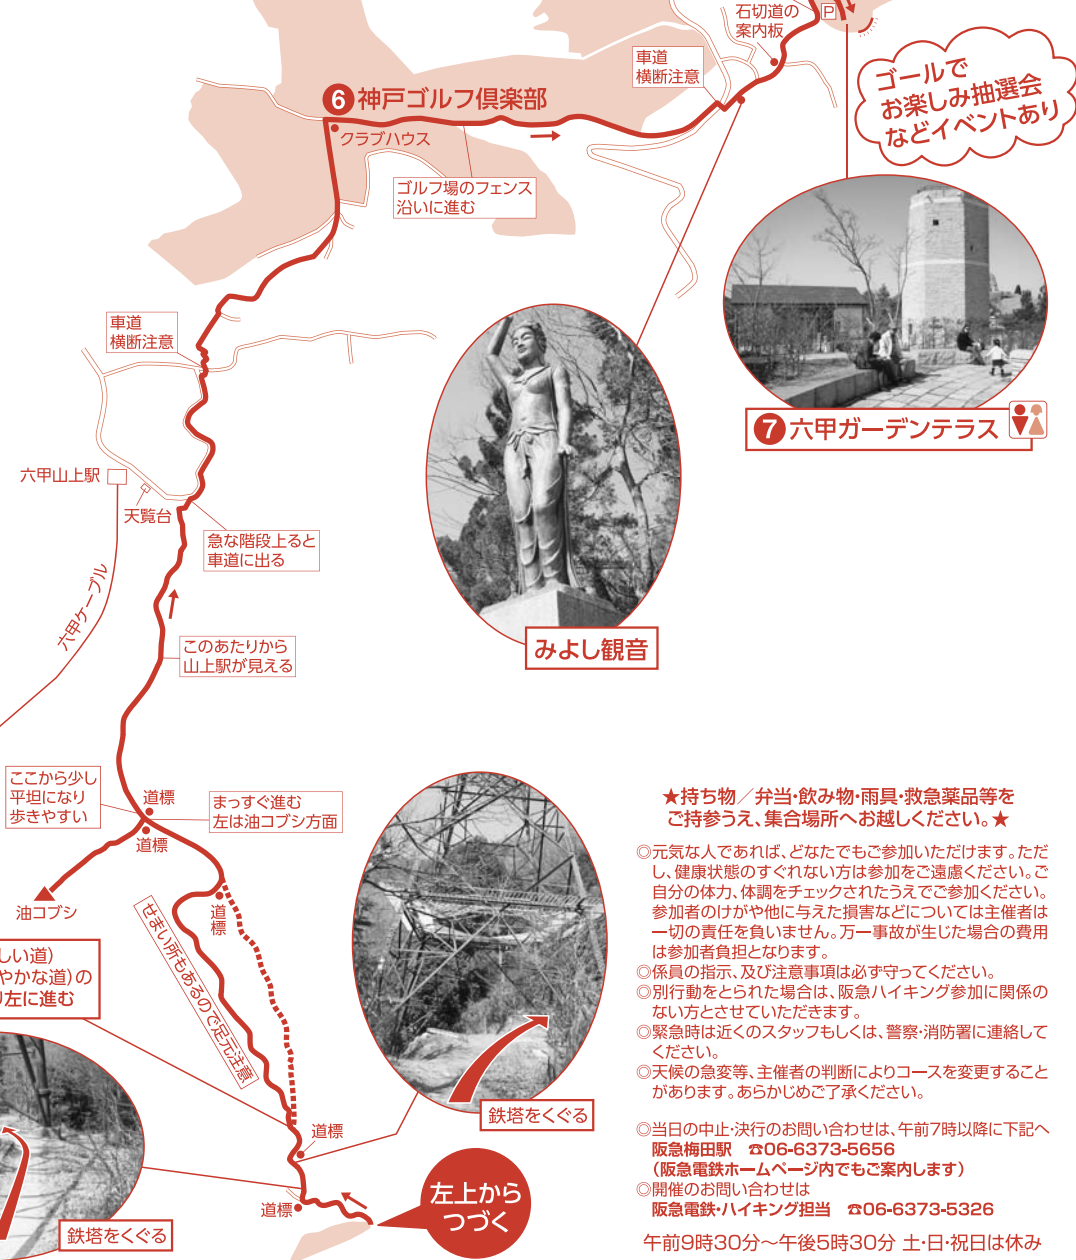 石切道の
案内板
P
車道
横断注意
ゴールで
お楽しみ抽選会
などイベントあり
6 神戸ゴルフ倶楽部
クラブハウス
ゴルフ場のフェンス
沿いに進む
車道
横断注意
7 六甲ガーデンテラス
六甲山上駅
天覧台
急な階段上ると
車道に出る
六甲ケーブル
みよし観音
このあたりから
山上駅が見える
ここから少し
平坦になり
歩きやすい
道標
道標
まっすぐ進む
左は油コブシ方面
油コブシ
道標
せまい所もあるので足元注意
しい道)
やかな道)の
り左に進む
鉄塔をくぐる
道標
道標
左上から
つづく
鉄塔をくぐる
★持ち物／弁当・飲み物・雨具・救急薬品等を
ご持参うえ、集合場所へお越しください。★
◎元気な人であれば、どなたでもご参加いただけます。ただ
し、健康状態のすぐれない方は参加をご遠慮ください。ご
自分の体力、体調をチェックされたうえでご参加ください。
参加者のけがや他に与えた損害などについては主催者は
一切の責任を負いません。万一事故が生じた場合の費用
は参加者負担となります。
◎係員の指示、及び注意事項は必ず守ってください。
◎別行動をとられた場合は、阪急ハイキング参加に関係の
ない方とさせていただきます。
◎緊急時は近くのスタッフもしくは、警察・消防署に連絡して
ください。
◎天候の急変等、主催者の判断によりコースを変更すること
があります。あらかじめご了承ください。
◎当日の中止・決行のお問い合わせは、午前7時以降に下記へ
阪急梅田駅 ☎06-6373-5656
（阪急電鉄ホームページ内でもご案内します）
◎開催のお問い合わせは
阪急電鉄・ハイキング担当 ☎06-6373-5326
午前9時30分～午後5時30分 土・日・祝日は休み